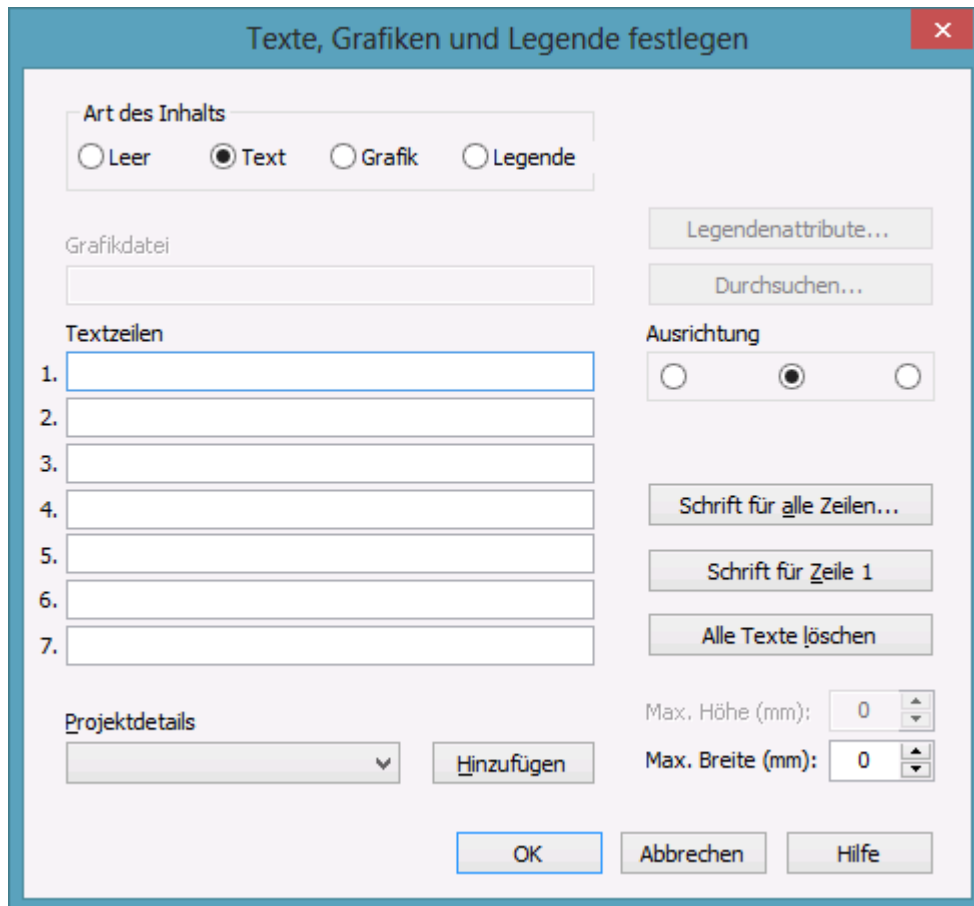 Texte, Grafiken und Legende festlegen
Art des Inhalts
Leer Text Grafik Legende
Grafikdatei
Legendenattribute...
Durchsuchen...
Textzeilen
Ausrichtung
1.
2.
3.
4.
5.
6.
7.
Schrift für alle Zeilen...
Schrift für Zeile 1
Alle Texte löschen
Projektdetails
Hinzufügen
Max. Höhe (mm): 0
Max. Breite (mm): 0
OK Abbrechen Hilfe